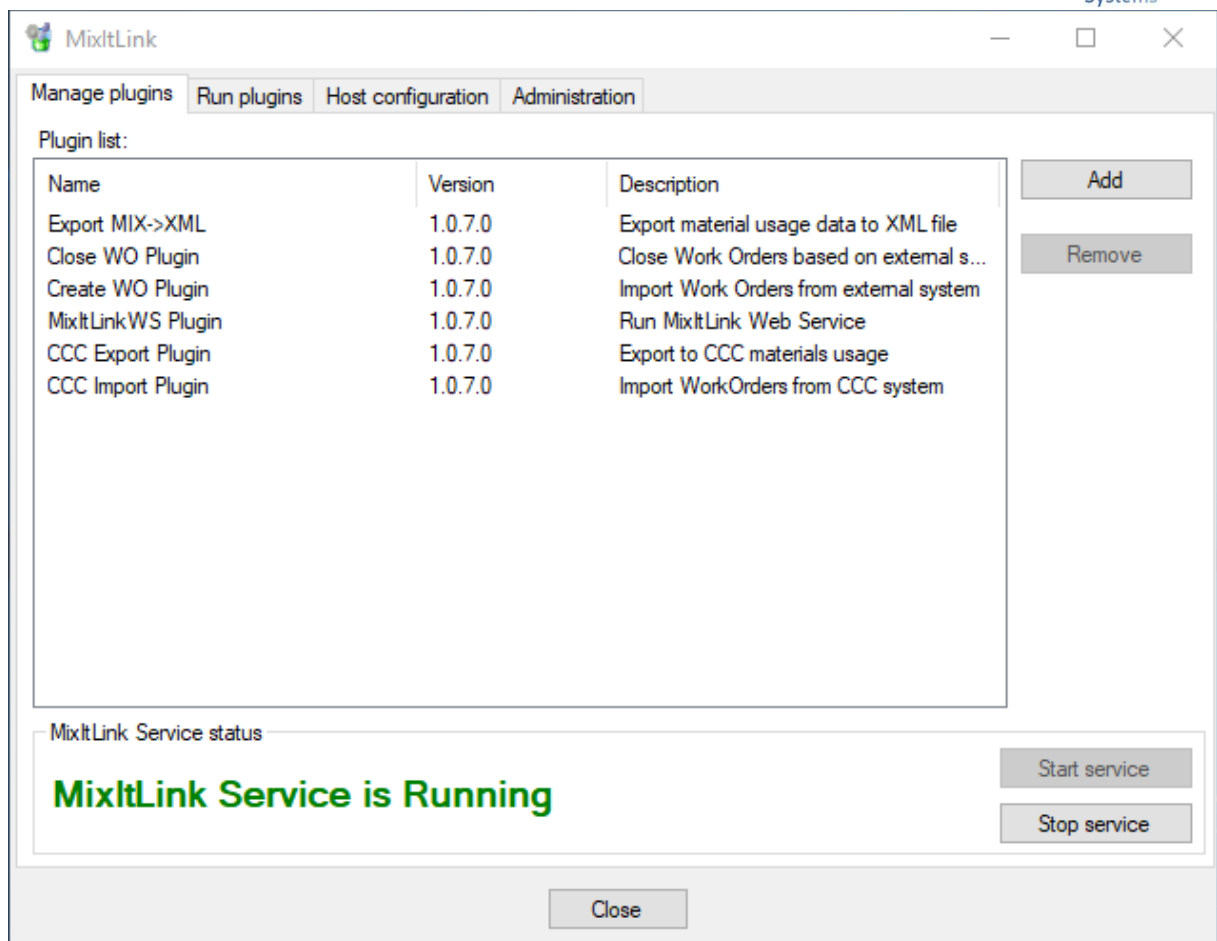 Systems
MixItLink
Manage plugins Run plugins Host configuration Administration
Plugin list:
Name Version Description
Export MIX->XML 1.0.7.0 Export material usage data to XML file
Close WO Plugin 1.0.7.0 Close Work Orders based on external s...
Create WO Plugin 1.0.7.0 Import Work Orders from external system
MixItLinkWS Plugin 1.0.7.0 Run MixItLink Web Service
CCC Export Plugin 1.0.7.0 Export to CCC materials usage
CCC Import Plugin 1.0.7.0 Import WorkOrders from CCC system
Add
Remove
MixItLink Service status
MixItLink Service is Running
Start service
Stop service
Close